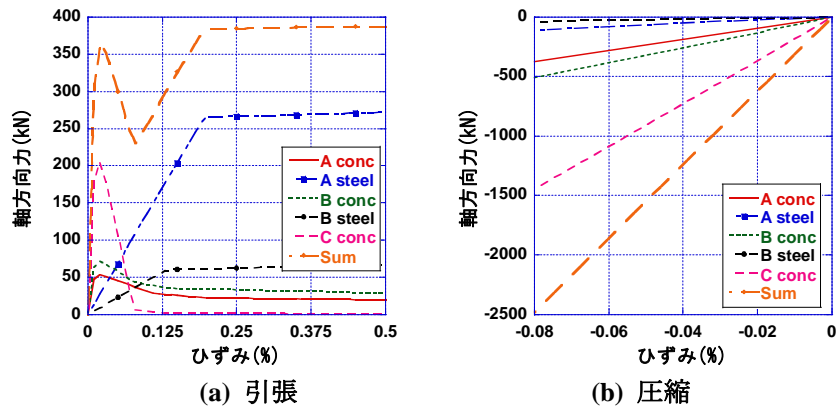 400
350
300
250
200
150
100
50
0
軸方向力(kN)
A conc
A steel
B conc
B steel
C conc
Sum
0
0.125
0.25
0.375
0.5
ひずみ(%)
(a) 引張
0
-500
-1000
-1500
-2000
-2500
軸方向力(kN)
A conc
A steel
B conc
B steel
C conc
Sum
-0.08
-0.06
-0.04
-0.02
0
ひずみ(%)
(b) 圧縮